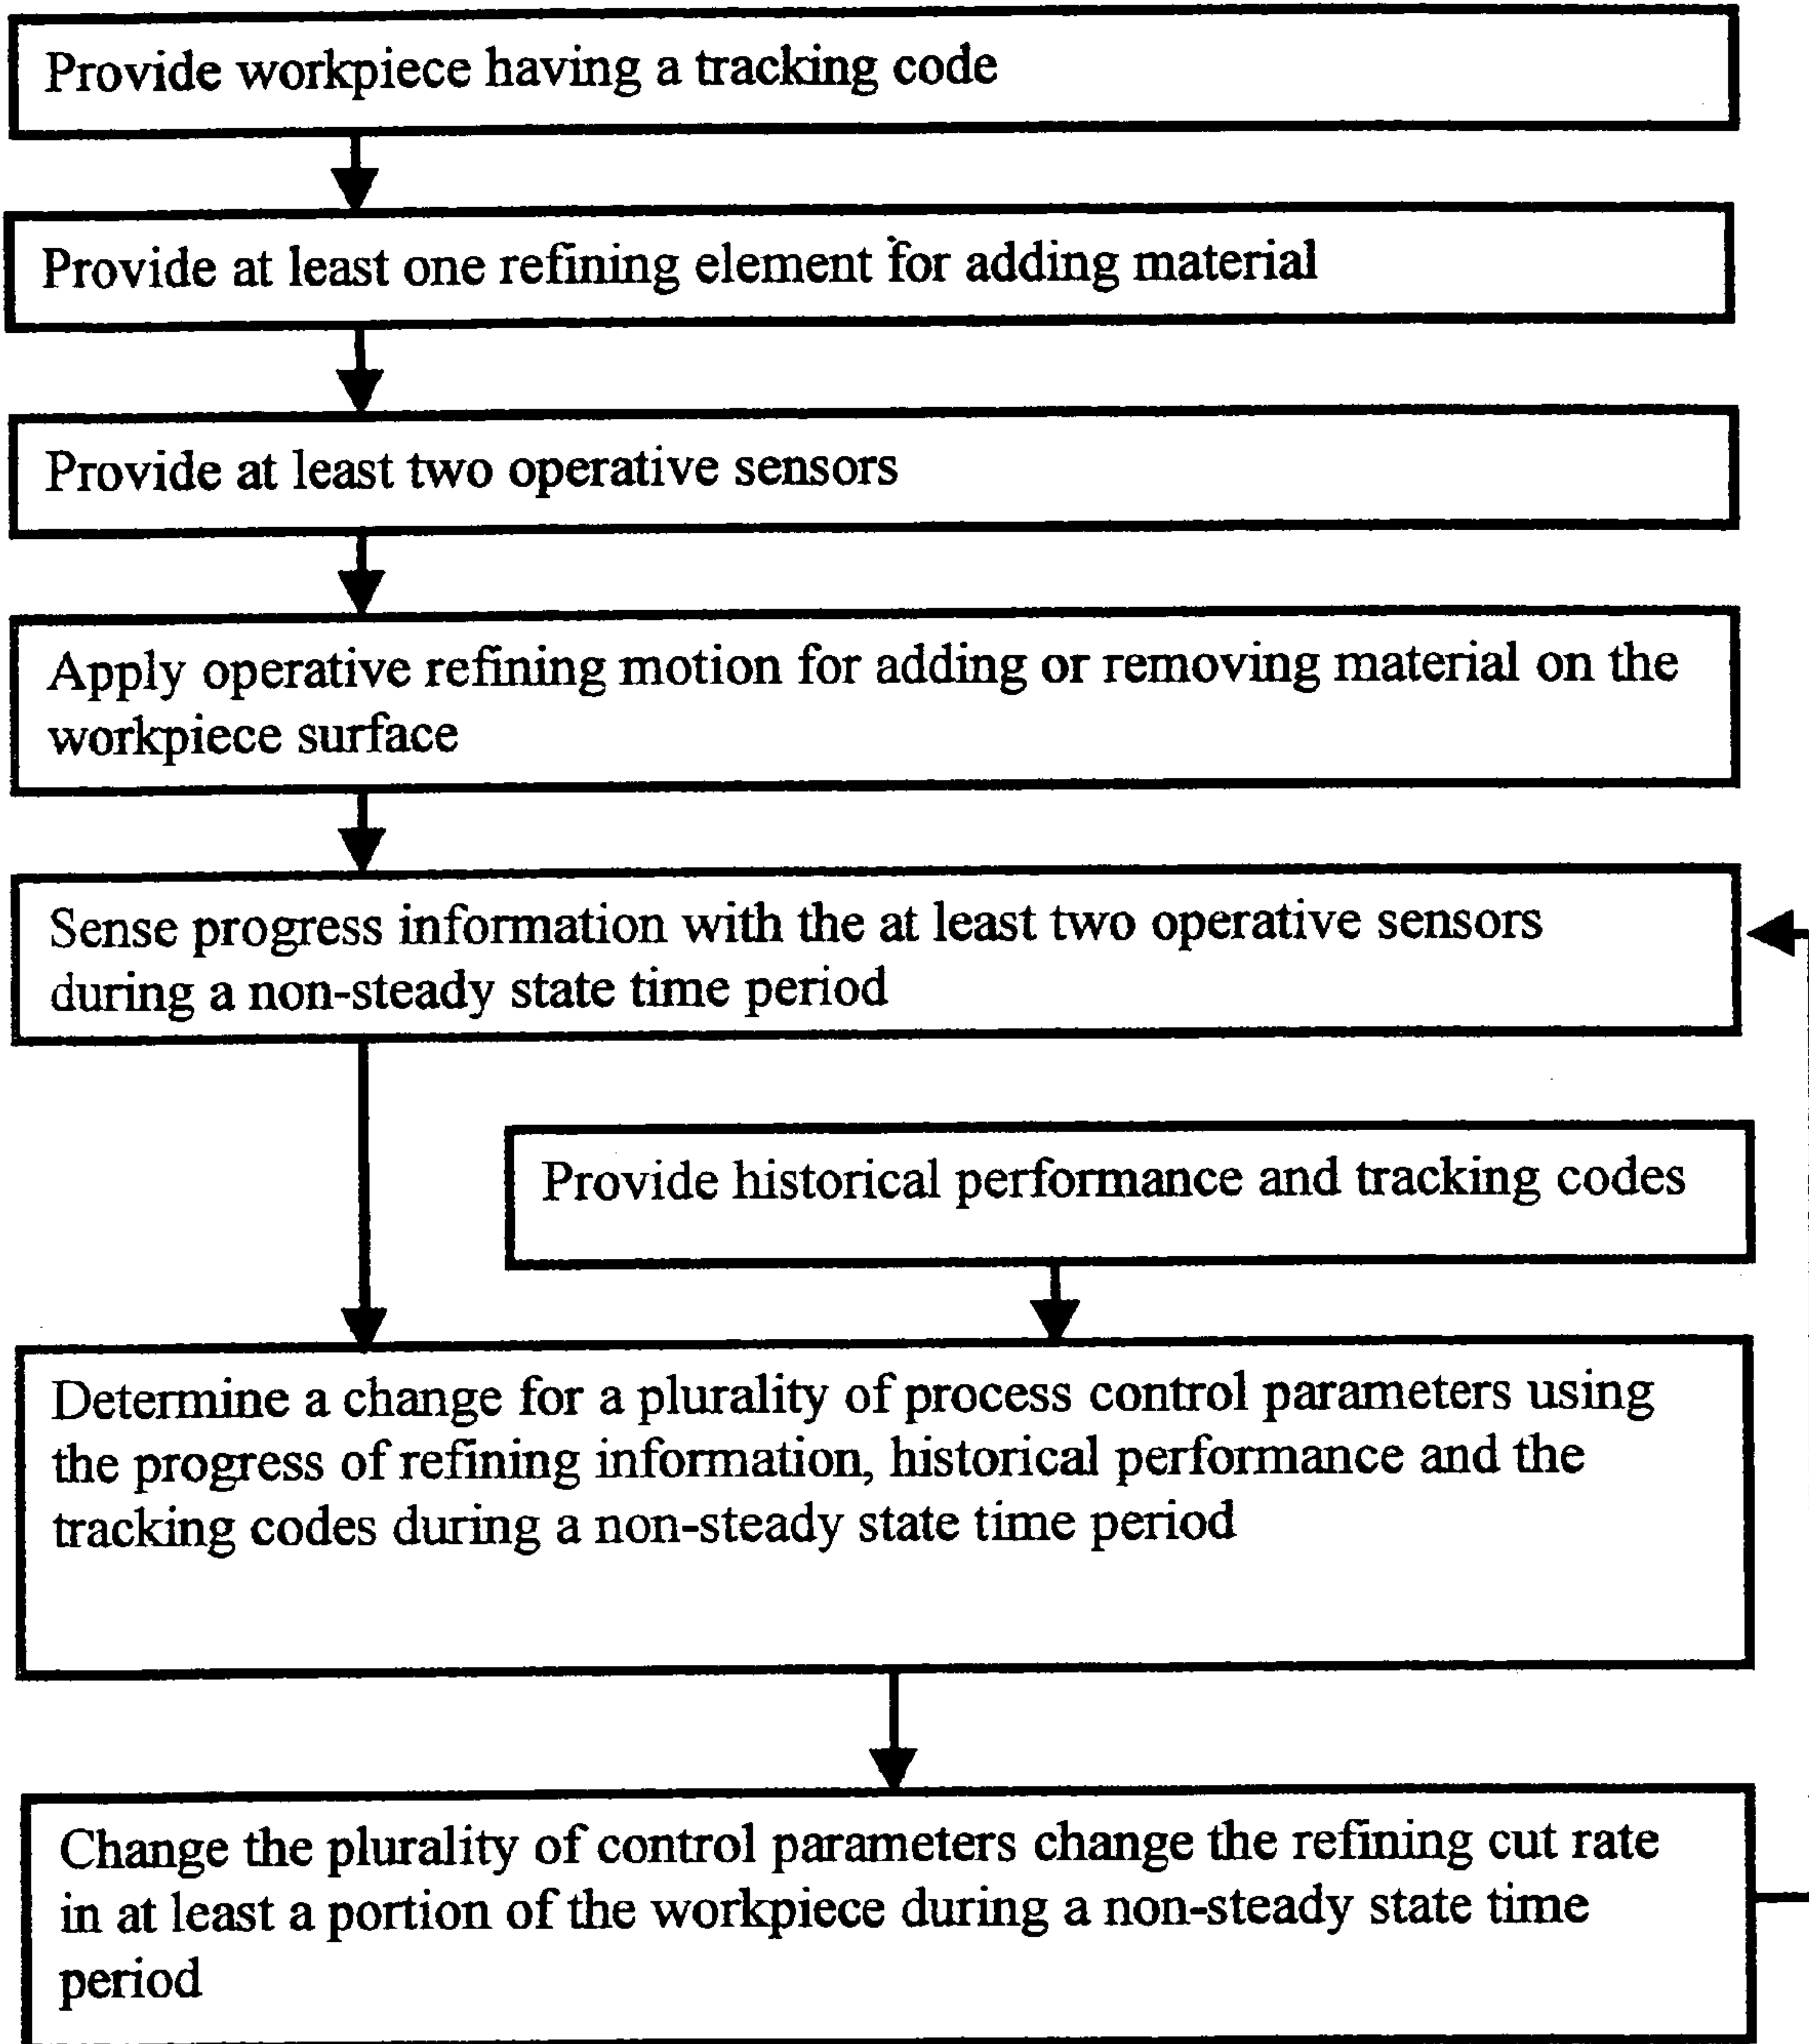 Provide workpiece having a tracking code
Provide at least one refining element for adding material
Provide at least two operative sensors
Apply operative refining motion for adding or removing material on the
workpiece surface
Sense progress information with the at least two operative sensors
during a non-steady state time period
Provide historical performance and tracking codes
Determine a change for a plurality of process control parameters using
the progress of refining information, historical performance and the
tracking codes during a non-steady state time period
Change the plurality of control parameters change the refining cut rate
in at least a portion of the workpiece during a non-steady state time
period